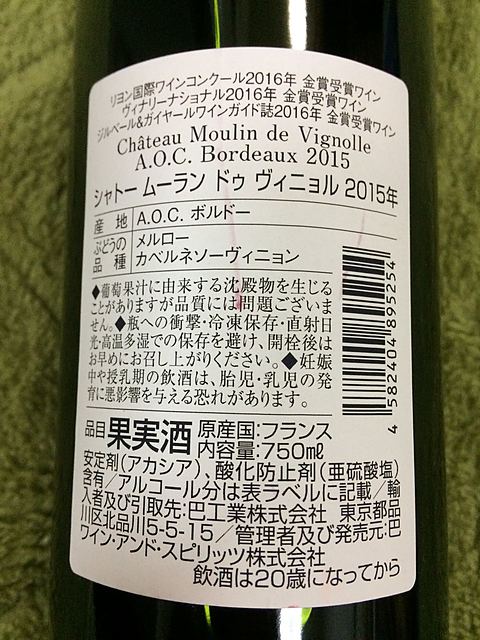 リヨン国際ワインコンクール2016年 金賞受賞ワイン
ヴィナリーナショナル2016年 金賞受賞ワイン
ジルベール&ガイヤールワインガイド誌2016年 金賞受賞ワイン
Château Moulin de Vignolle
A.O.C. Bordeaux 2015
シャトー ムーラン ドゥ ヴィニョル 2015年
産地 A.O.C. ボルドー
ぶどうの品種 メルロー
カベルネソーヴィニョン
◆葡萄果汁に由来する沈殿物を生じる
ことがありますが品質には問題ございま
せん。◆瓶への衝撃・冷凍保存・直射日
光・高温多湿での保存を避け、開栓後は
お早めにお召し上がりください。◆妊娠
中や授乳期の飲酒は、胎児・乳児の発
育に悪影響を与える恐れがあります。
4 582404 895254
品目 果実酒 原産国:フランス
内容量:750mℓ
安定剤(アカシア)、酸化防止剤(亜硫酸塩)
含有/アルコール分は表ラベルに記載/輸
入者及び引取先:巴工業株式会社 東京都品
川区北品川5-5-15/管理者及び発売元:巴
ワイン・アンド・スピリッツ株式会社
飲酒は20歳になってから